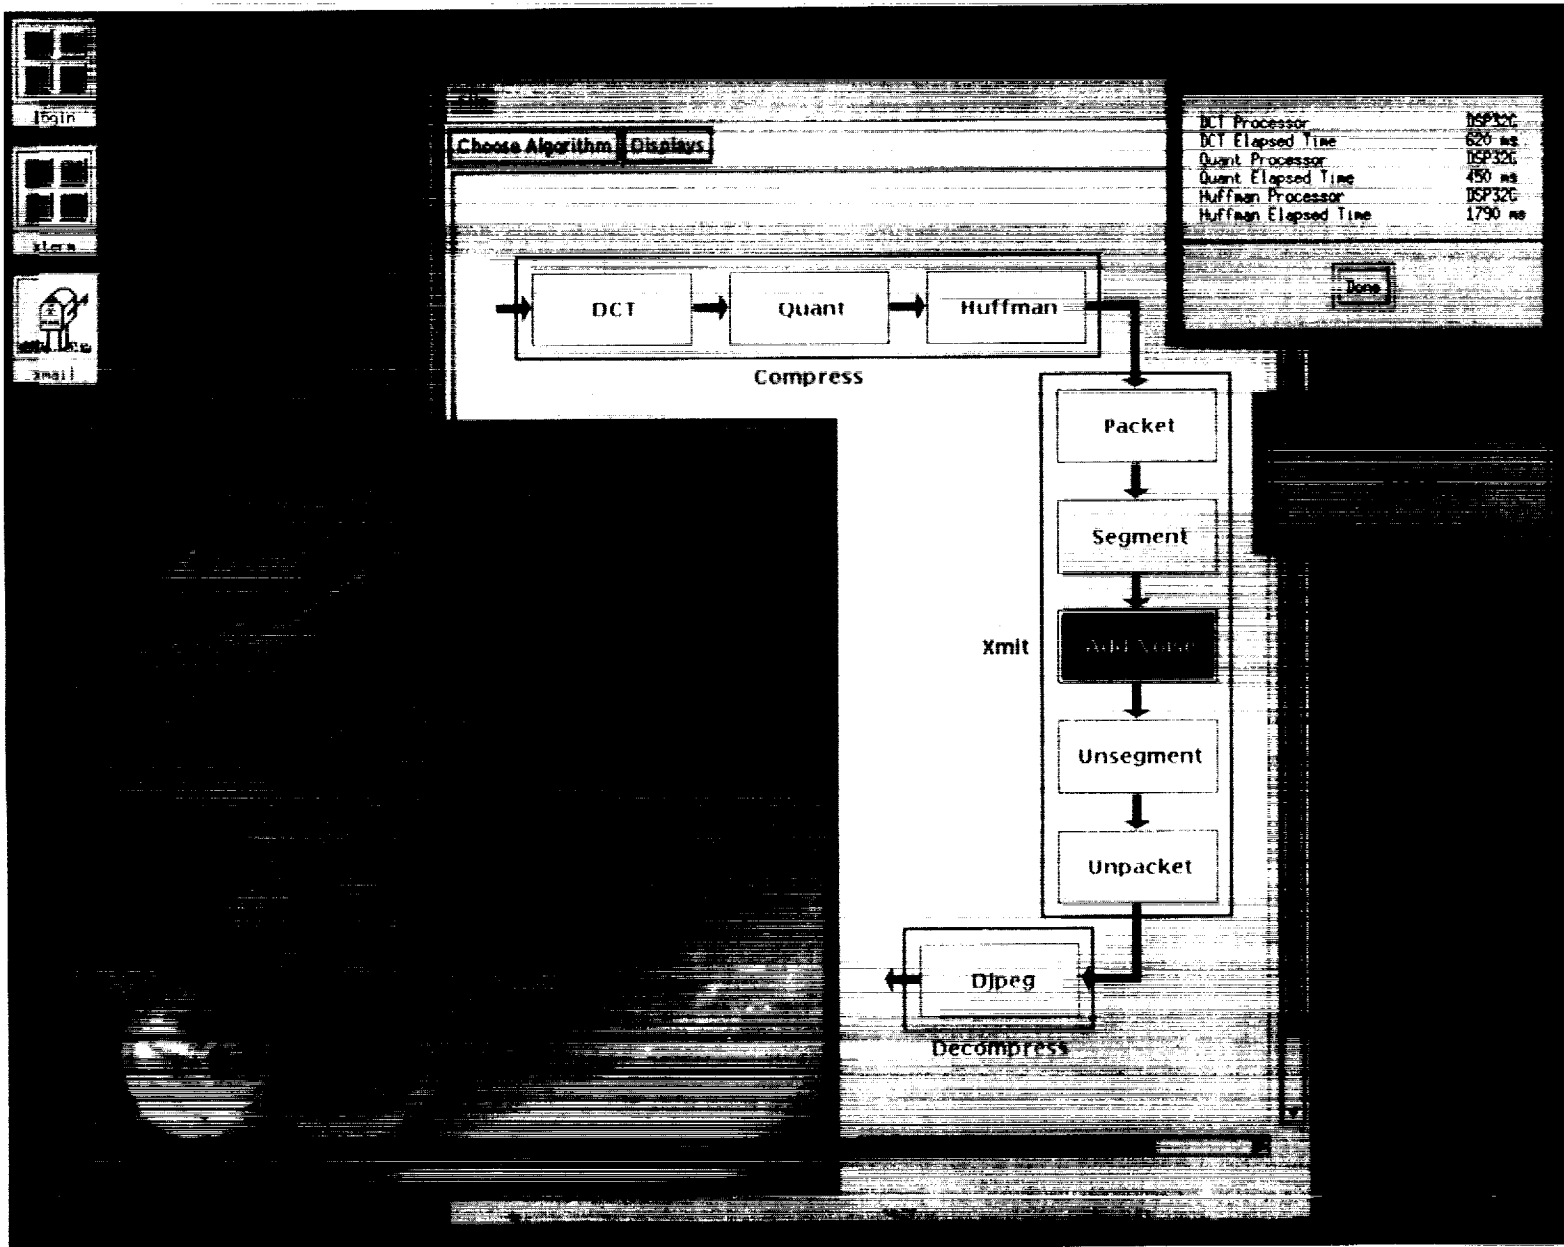 login
xterm
xmail
Choose Algorithm Displays
DCT Processor DSP32C
DCT Elapsed Time 620 ms
Quant Processor DSP32C
Quant Elapsed Time 450 ms
Huffman Processor DSP32C
Huffman Elapsed Time 1790 ms
Done
DCT Quant Huffman
Compress
Packet
Segment
Xmit Add Noise
Unsegment
Unpacket
Djpeg
Decompress